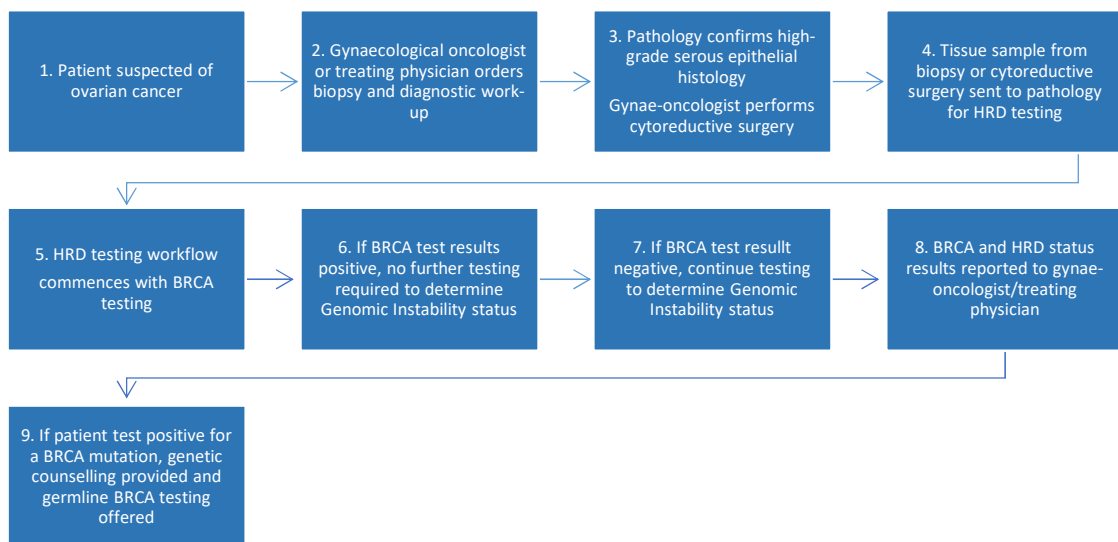 1. Patient suspected of
ovarian cancer
2. Gynaecological oncologist
or treating physician orders
biopsy and diagnostic work-
up
3. Pathology confirms high-
grade serous epithelial
histology
Gynae-oncologist performs
cytoreductive surgery
4. Tissue sample from
biopsy or cytoreductive
surgery sent to pathology
for HRD testing
5. HRD testing workflow
commences with BRCA
testing
6. If BRCA test results
positive, no further testing
required to determine
Genomic Instability status
7. If BRCA test resullt
negative, continue testing
to determine Genomic
Instability status
8. BRCA and HRD status
results reported to gynae-
oncologist/treating
physician
9. If patient test positive for
a BRCA mutation, genetic
counselling provided and
germline BRCA testing
offered